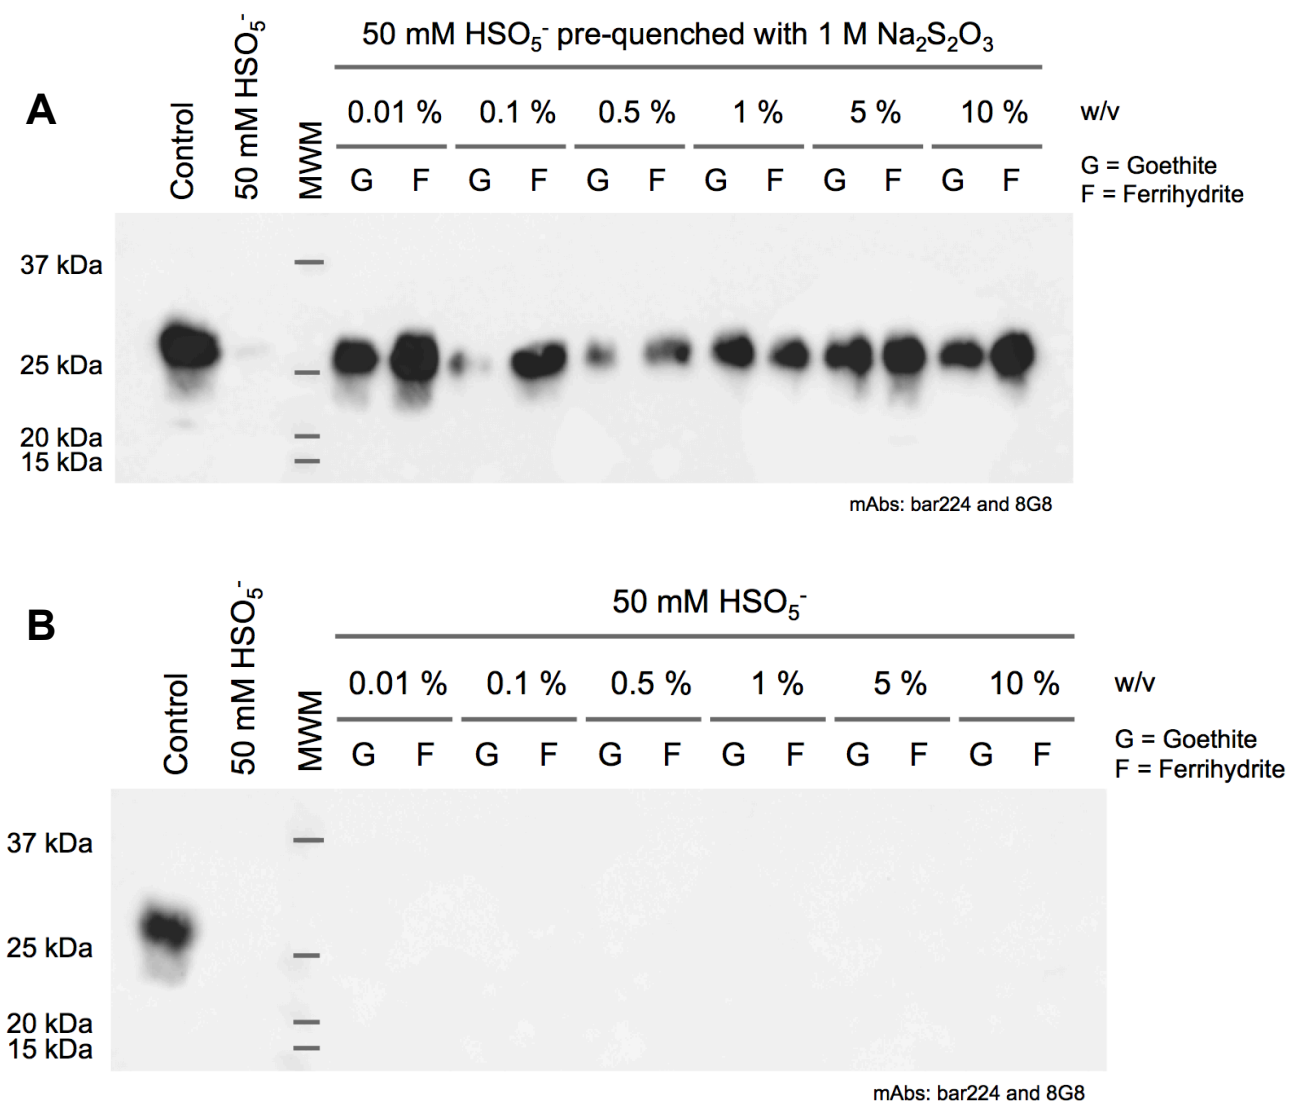 A
Control
50 mM HSO₅⁻
MWM
50 mM HSO₅⁻ pre-quenched with 1 M Na₂S₂O₃
0.01 % 0.1 % 0.5 % 1 % 5 % 10 % w/v
G F G F G F G F G F G F
G = Goethite
F = Ferrihydrite
37 kDa
25 kDa
20 kDa
15 kDa
mAbs: bar224 and 8G8
B
Control
50 mM HSO₅⁻
MWM
50 mM HSO₅⁻
0.01 % 0.1 % 0.5 % 1 % 5 % 10 % w/v
G F G F G F G F G F G F
G = Goethite
F = Ferrihydrite
37 kDa
25 kDa
20 kDa
15 kDa
mAbs: bar224 and 8G8